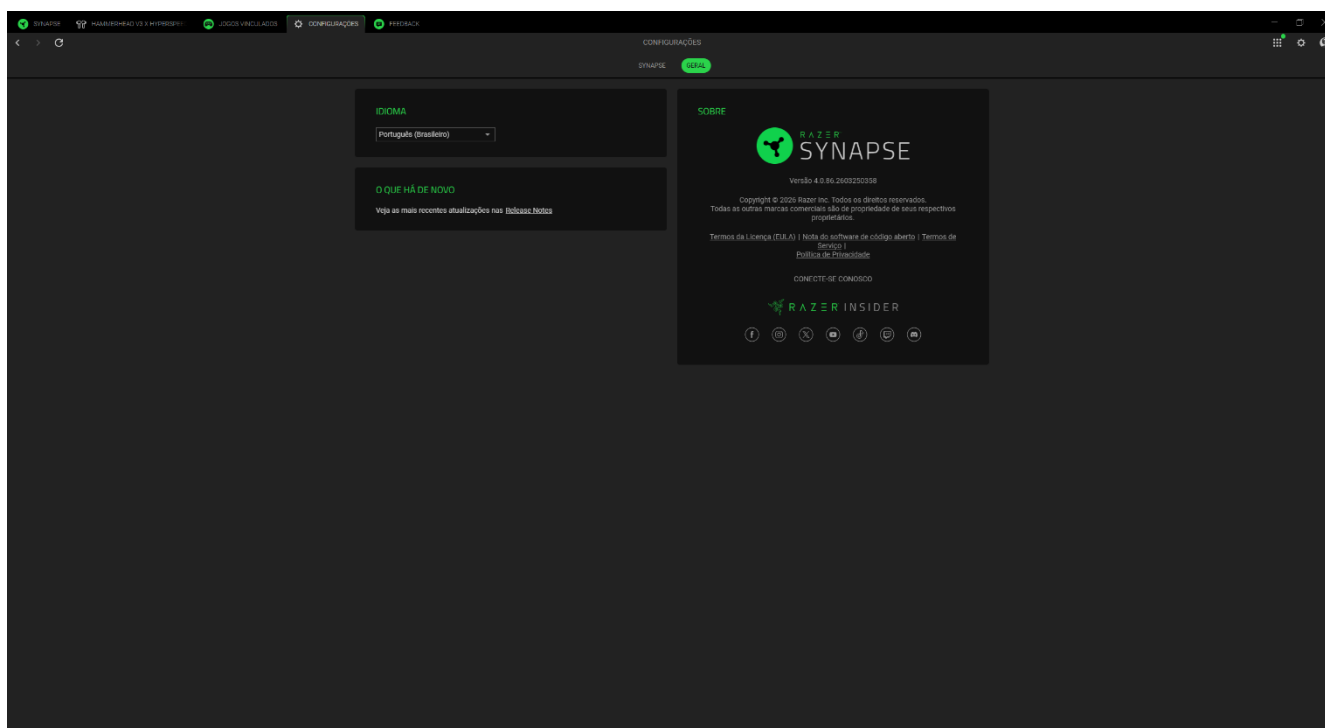 SYNAPSE
HAMMERHEAD V3 X HYPERSPEE
JOGOS VINCULADOS
CONFIGURAÇÕES
FEEDBACK
CONFIGURAÇÕES
SYNAPSE
GERAL
IDIOMA
Português (Brasileiro)
O QUE HÁ DE NOVO
Veja as mais recentes atualizações nas Release Notes
SOBRE
RAZER
SYNAPSE
Versão 4.0.86.2603250358
Copyright © 2026 Razer Inc. Todos os direitos reservados.
Todas as outras marcas comerciais são de propriedade de seus respectivos
proprietários.
Termos da Licença (EULA) | Nota do software de código aberto | Termos de
Serviço |
Política de Privacidade
CONECTE-SE CONOSCO
RAZER INSIDER